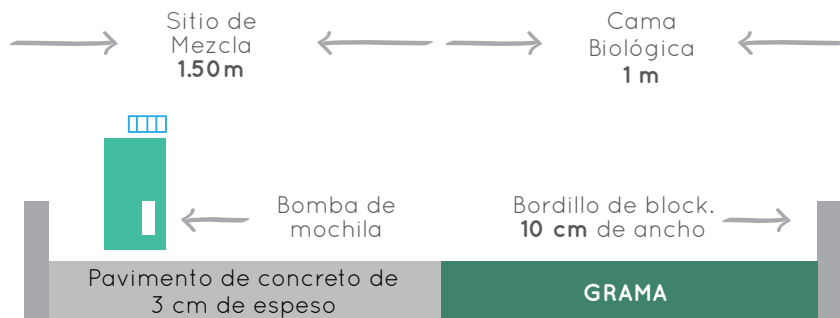 Sitio de
Mezcla
1.50 m
Cama
Biológica
1 m
Bomba de
mochila
Bordillo de block.
10 cm de ancho
Pavimento de concreto de
3 cm de espeso
GRAMA